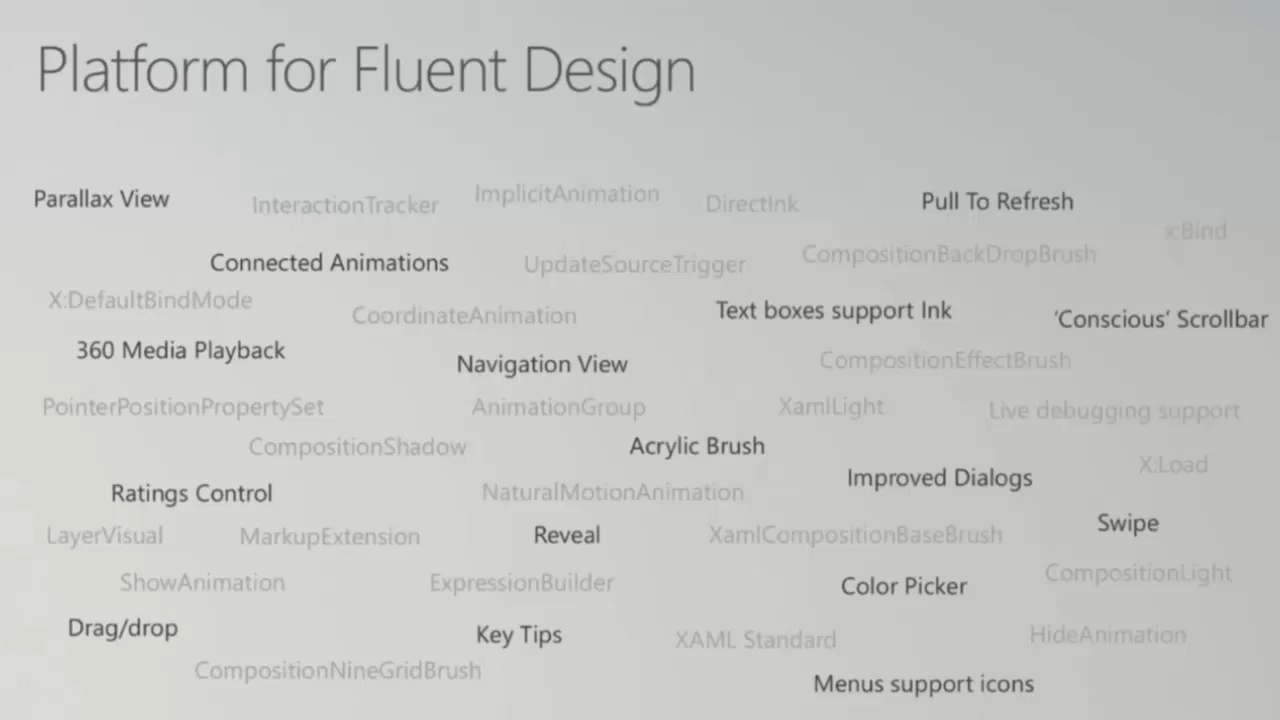 Platform for Fluent Design
Parallax View
InteractionTracker
ImplicitAnimation
DirectInk
Pull To Refresh
x:Bind
Connected Animations
UpdateSourceTrigger
CompositionBackDropBrush
X:DefaultBindMode
CoordinateAnimation
Text boxes support Ink
‘Conscious’ Scrollbar
360 Media Playback
Navigation View
CompositionEffectBrush
PointerPositionPropertySet
AnimationGroup
XamlLight
Live debugging support
CompositionShadow
Acrylic Brush
Improved Dialogs
X:Load
Ratings Control
NaturalMotionAnimation
LayerVisual
MarkupExtension
Reveal
XamlCompositionBaseBrush
Swipe
ShowAnimation
ExpressionBuilder
Color Picker
CompositionLight
Drag/drop
Key Tips
XAML Standard
HideAnimation
CompositionNineGridBrush
Menus support icons